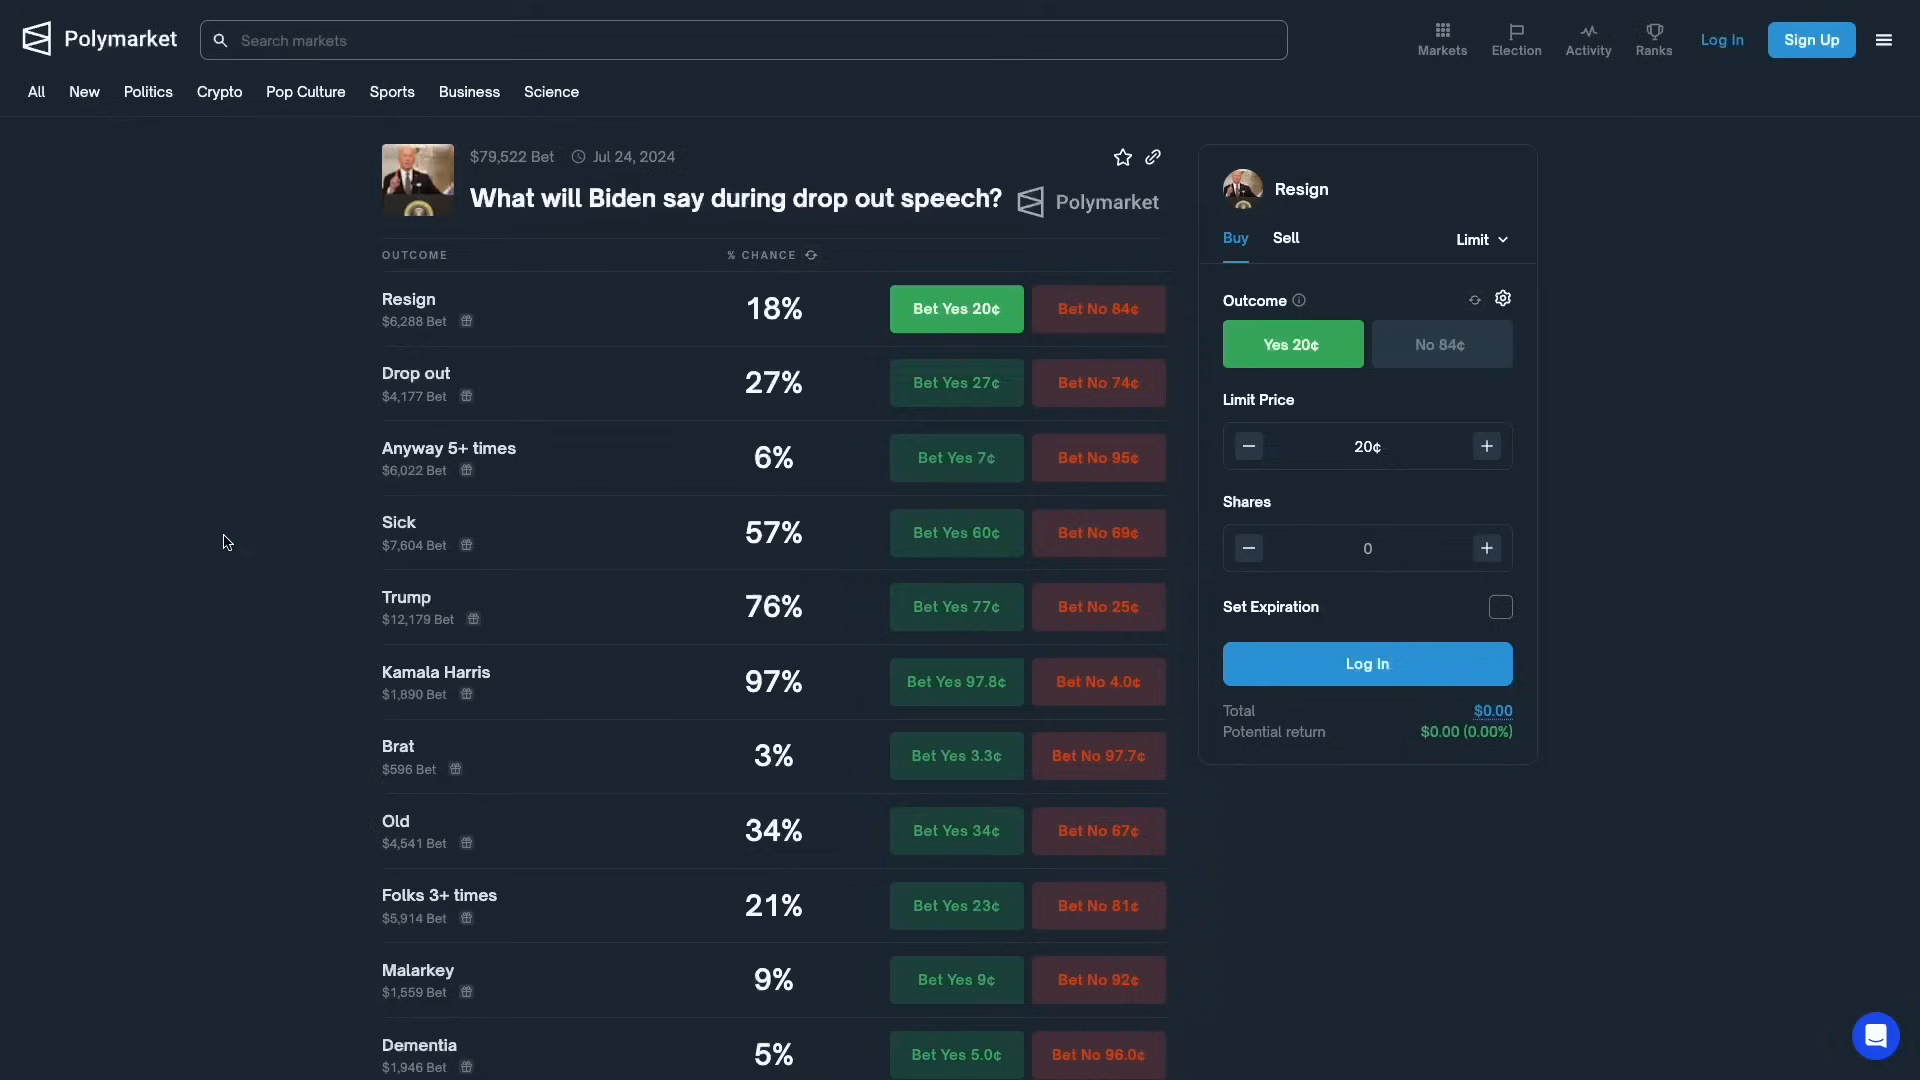 Polymarket
Search markets
Markets
Election
Activity
Ranks
Log In
Sign Up
All New Politics Crypto Pop Culture Sports Business Science
$79,522 Bet Jul 24, 2024
What will Biden say during drop out speech? Polymarket
OUTCOME % CHANCE
Resign
$6,288 Bet
18%
Bet Yes 20¢
Bet No 84¢
Drop out
$4,177 Bet
27%
Bet Yes 27¢
Bet No 74¢
Anyway 5+ times
$6,022 Bet
6%
Bet Yes 7¢
Bet No 95¢
Sick
$7,604 Bet
57%
Bet Yes 60¢
Bet No 69¢
Trump
$12,179 Bet
76%
Bet Yes 77¢
Bet No 25¢
Kamala Harris
$1,890 Bet
97%
Bet Yes 97.8¢
Bet No 4.0¢
Brat
$596 Bet
3%
Bet Yes 3.3¢
Bet No 97.7¢
Old
$4,541 Bet
34%
Bet Yes 34¢
Bet No 67¢
Folks 3+ times
$5,914 Bet
21%
Bet Yes 23¢
Bet No 81¢
Malarkey
$1,559 Bet
9%
Bet Yes 9¢
Bet No 92¢
Dementia
$1,946 Bet
5%
Bet Yes 5.0¢
Bet No 96.0¢
Resign
Buy Sell Limit
Outcome
Yes 20¢ No 84¢
Limit Price
20¢
Shares
0
Set Expiration
Log In
Total $0.00
Potential return $0.00 (0.00%)